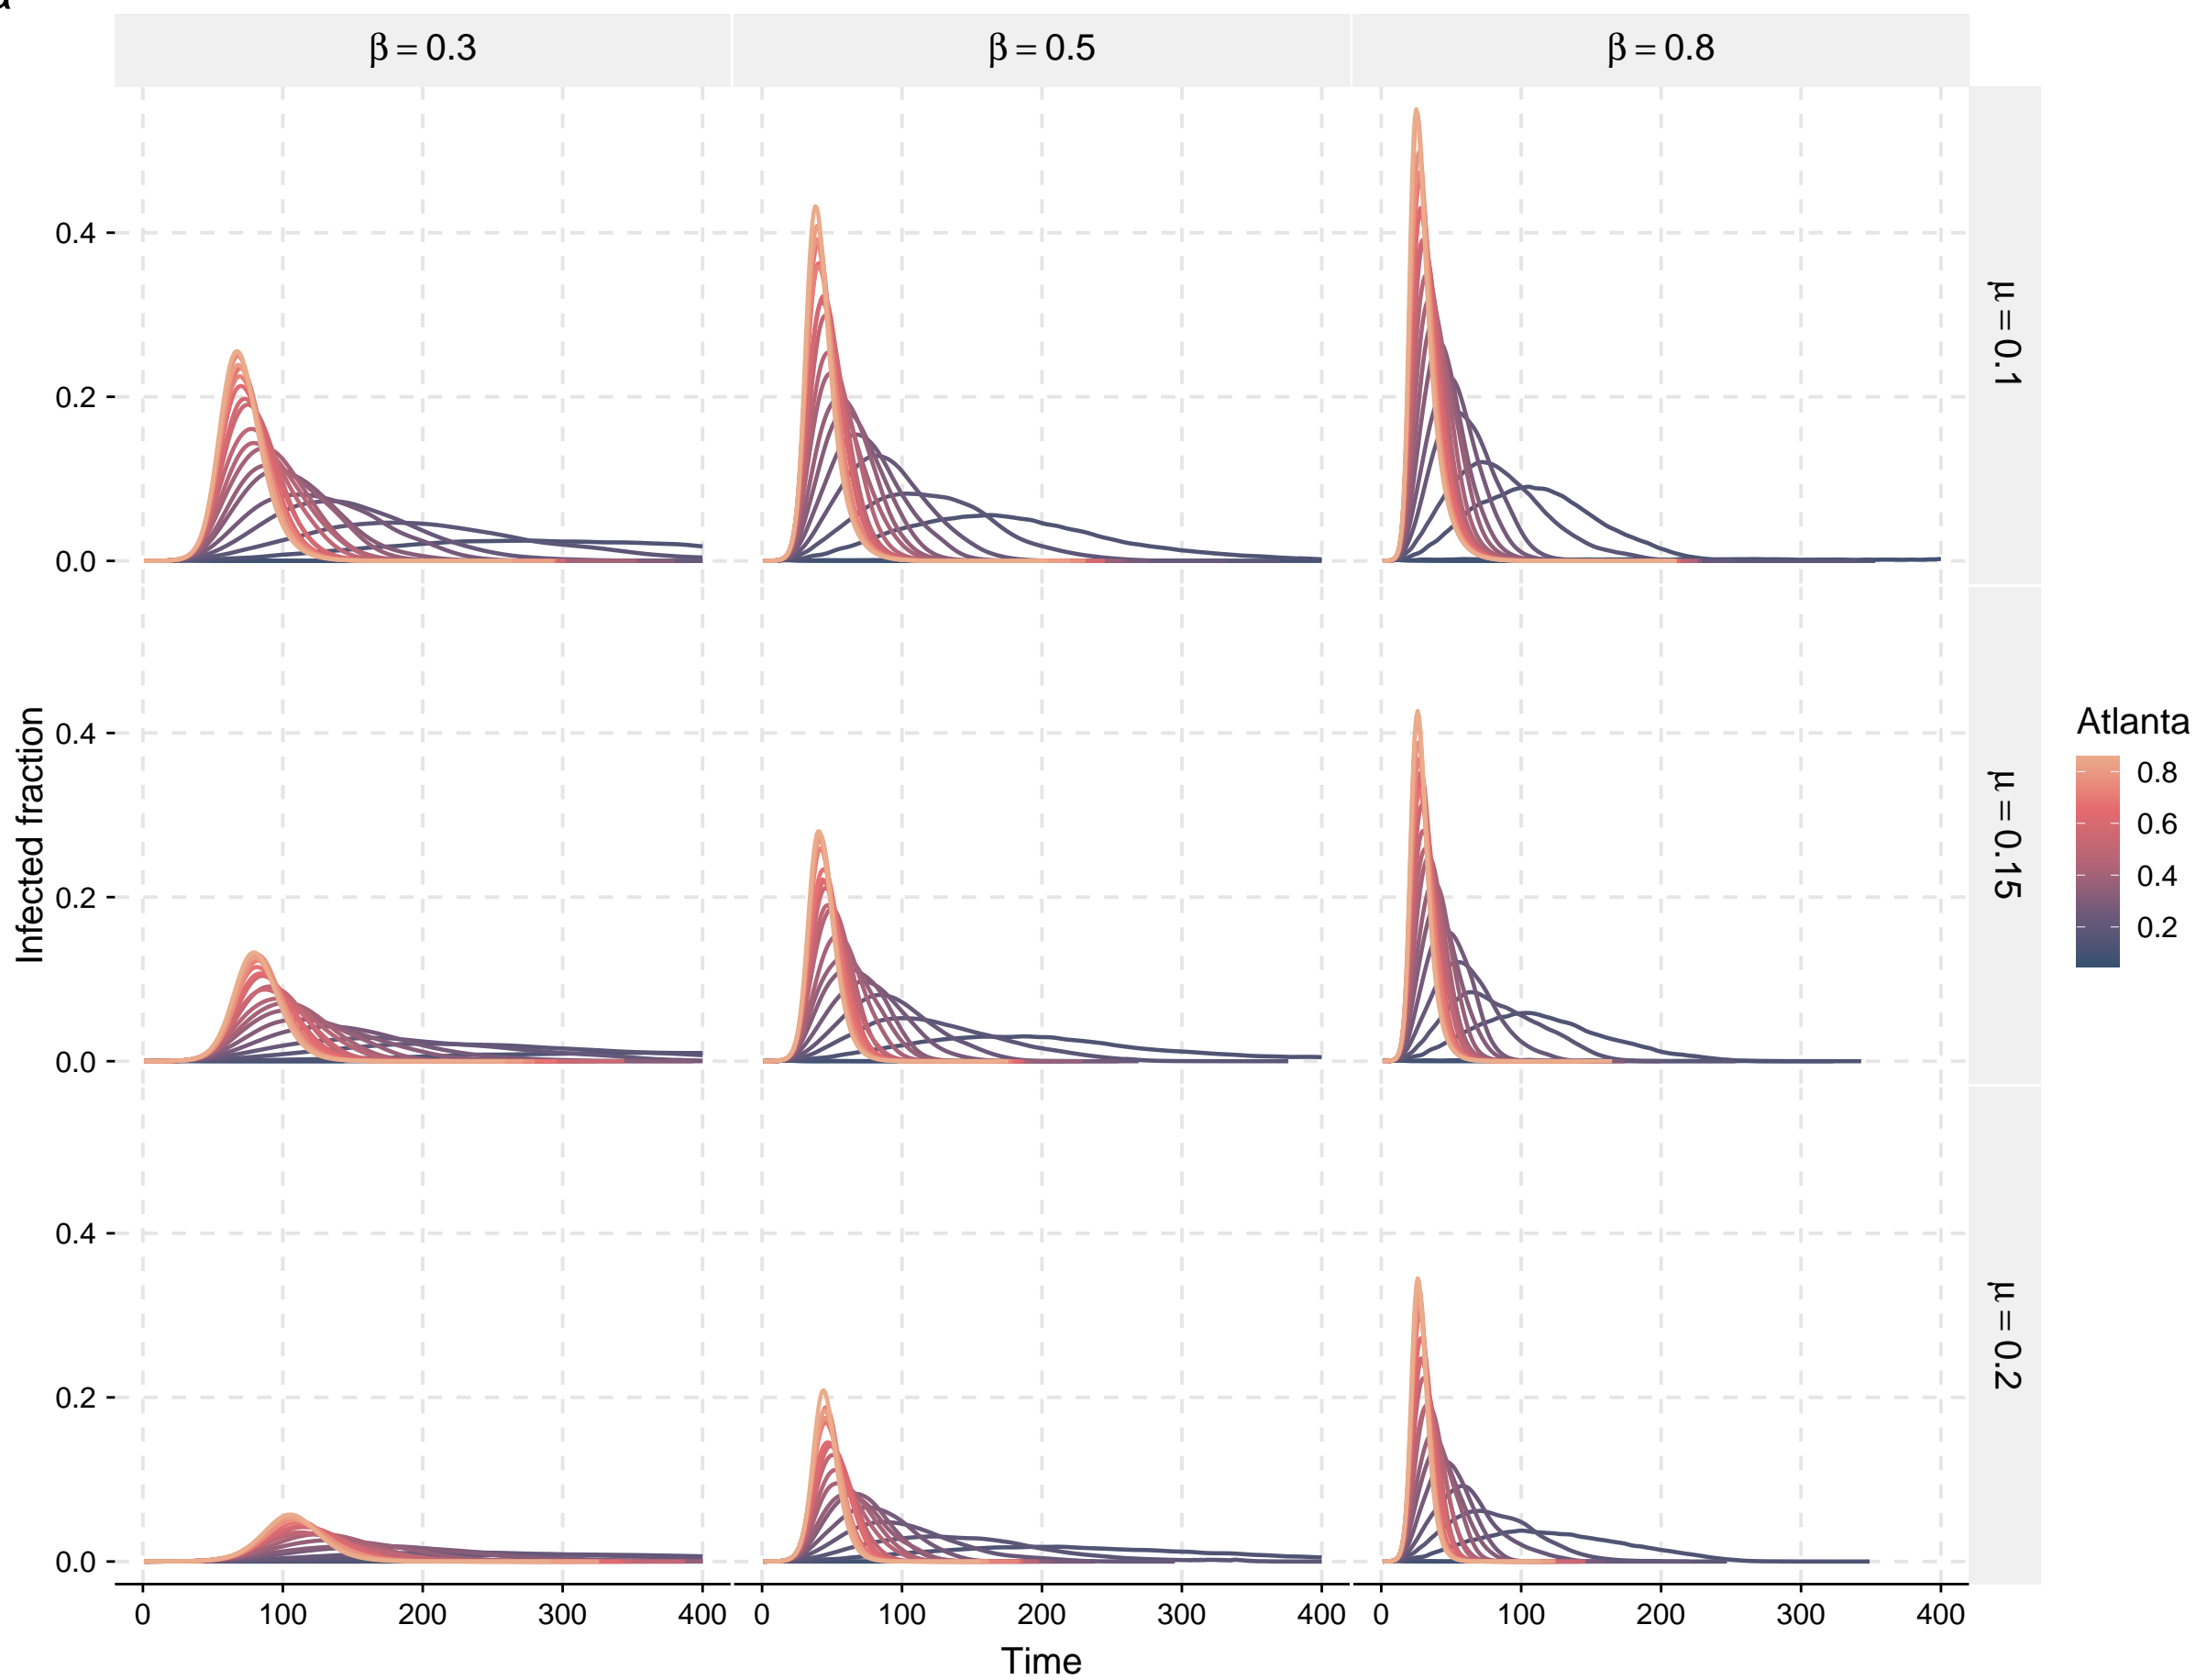 β = 0.3
β = 0.5
β = 0.8
0.4
0.2
0.0
μ = 0.1
Infected fraction
0.4
0.2
0.0
μ = 0.15
Atlanta
0.8
0.6
0.4
0.2
0.4
0.2
0.0
μ = 0.2
0 100 200 300 400
0 100 200 300 400
0 100 200 300 400
Time